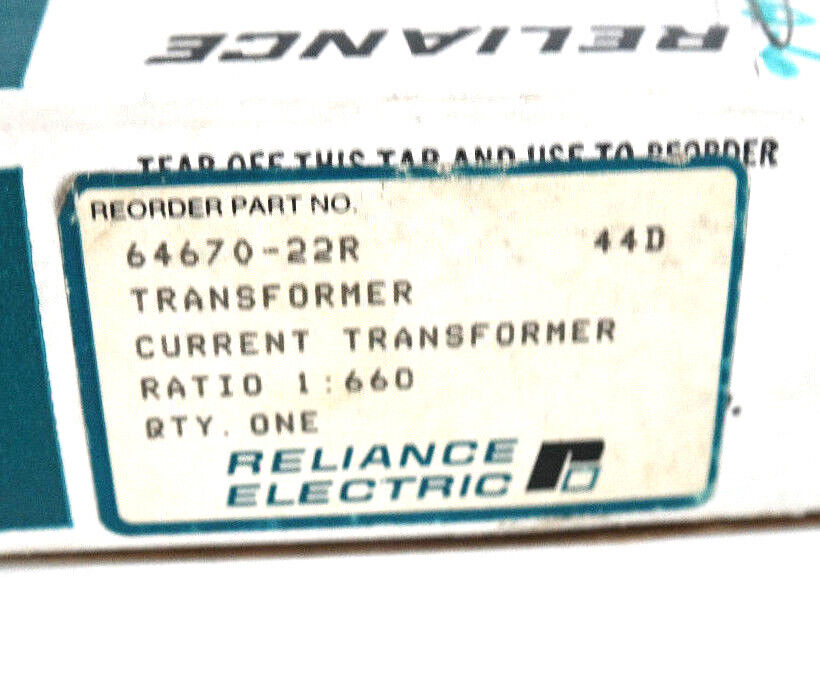 RELIANCE
TEAR OFF THIS TAB AND USE TO REORDER
REORDER PART NO.
64670-22R 44D
TRANSFORMER
CURRENT TRANSFORMER
RATIO 1:660
QTY. ONE
RELIANCE
ELECTRIC